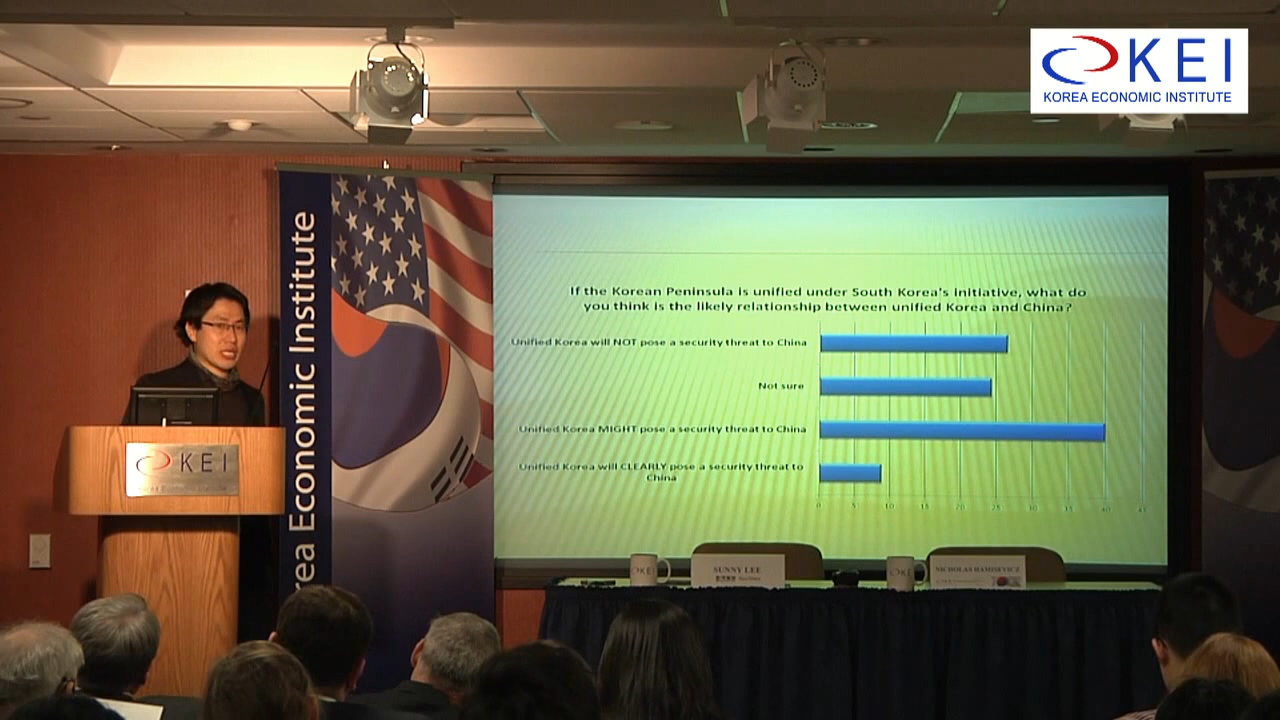 KEI
KOREA ECONOMIC INSTITUTE
rea Economic Institute
If the Korean Peninsula is unified under South Korea's initiative, what do
you think is the likely relationship between unified Korea and China?
Unified Korea will NOT pose a security threat to China
Not sure
Unified Korea MIGHT pose a security threat to China
Unified Korea will CLEARLY pose a security threat to
China
0 5 10 15 20 25 30 35 40 45
KEI
SUNNY LEE
KEI
KEI